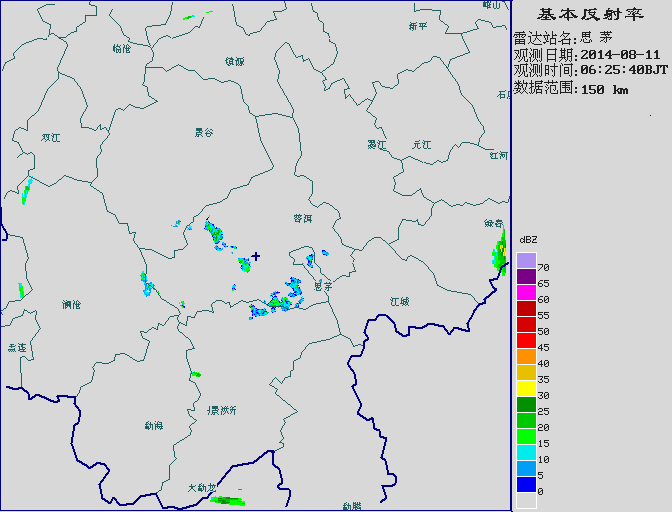 基本反射率
雷达站名:思 茅
观测日期:2014-08-11
观测时间:06:25:40BJT
数据范围:150 km
dBZ
70
65
60
55
50
45
40
35
30
25
20
15
10
5
0
峨山
新平
临沧
镇源
石屏
双江
景谷
墨江
元江
红河
普洱
绿春
思茅
江城
澜沧
孟连
勐海
大勐龙
勐腊